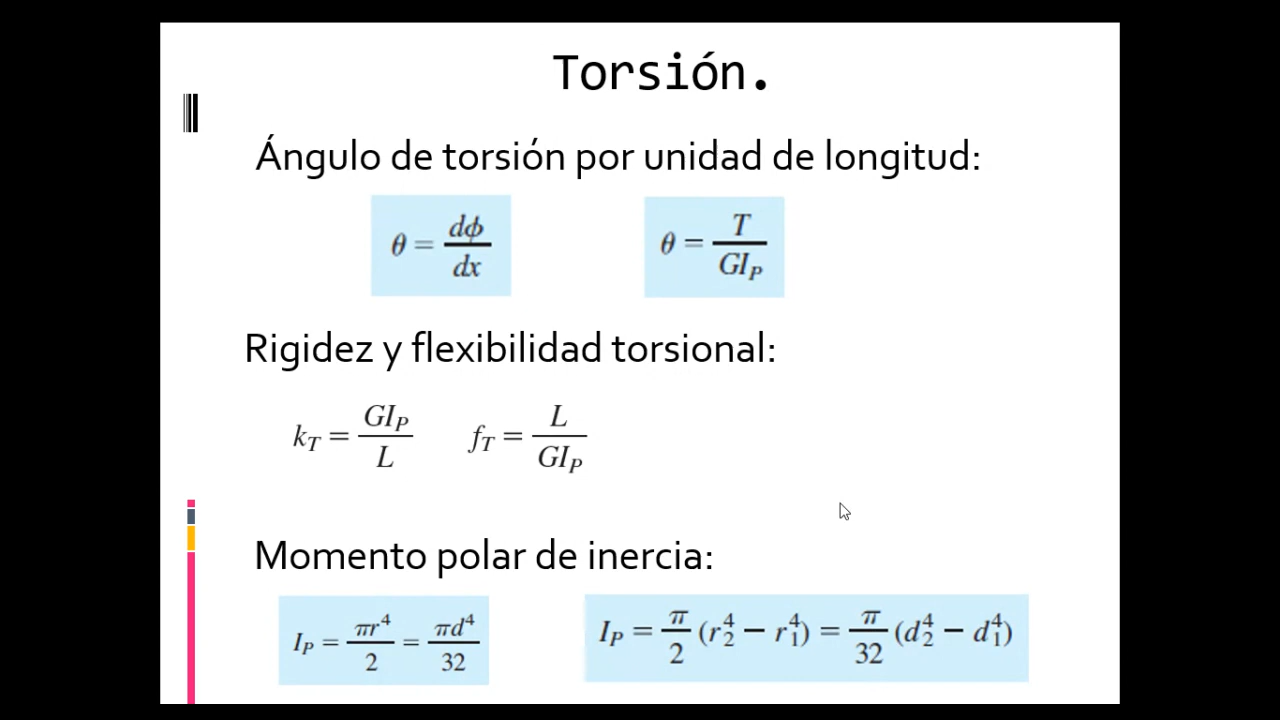 Torsión.
Ángulo de torsión por unidad de longitud:
θ = dϕ/dx θ = T/GI_P
Rigidez y flexibilidad torsional:
k_T = GI_P/L f_T = L/GI_P
Momento polar de inercia:
I_P = πr⁴/2 = πd⁴/32 I_P = π/2 (r₂⁴ − r₁⁴) = π/32 (d₂⁴ − d₁⁴)